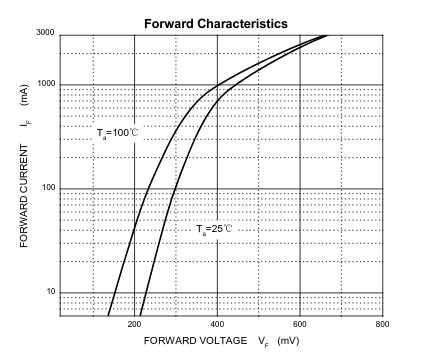 Forward Characteristics
3000
1000
100
10
FORWARD CURRENT I_F (mA)
T_a=100℃
T_a=25℃
200 400 600 800
FORWARD VOLTAGE V_F (mV)